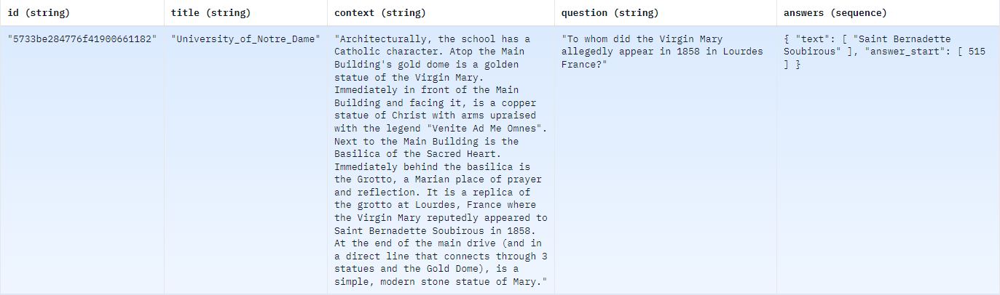 id (string)
title (string)
context (string)
question (string)
answers (sequence)
"5733be284776f41900661182"
"University_of_Notre_Dame"
"Architecturally, the school has a
Catholic character. Atop the Main
Building's gold dome is a golden
statue of the Virgin Mary.
Immediately in front of the Main
Building and facing it, is a copper
statue of Christ with arms upraised
with the legend "Venite Ad Me Omnes".
Next to the Main Building is the
Basilica of the Sacred Heart.
Immediately behind the basilica is
the Grotto, a Marian place of prayer
and reflection. It is a replica of
the grotto at Lourdes, France where
the Virgin Mary reputedly appeared to
Saint Bernadette Soubirous in 1858.
At the end of the main drive (and in
a direct line that connects through 3
statues and the Gold Dome), is a
simple, modern stone statue of Mary."
"To whom did the Virgin Mary
allegedly appear in 1858 in Lourdes
France?"
{ "text": [ "Saint Bernadette
Soubirous" ], "answer_start": [ 515
] }